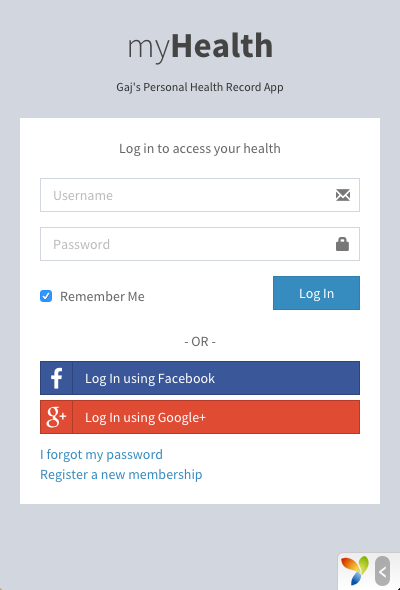 myHealth
Gaj's Personal Health Record App
Log in to access your health
Username
Password
Remember Me
Log In
- OR -
Log In using Facebook
Log In using Google+
I forgot my password
Register a new membership